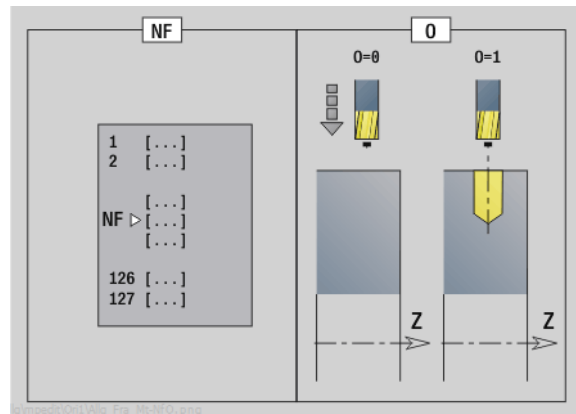 NF
O
O=0
O=1
1 [...]
2 [...]
[...]
NF [...]
[...]
126 [...]
127 [...]
Z
Z